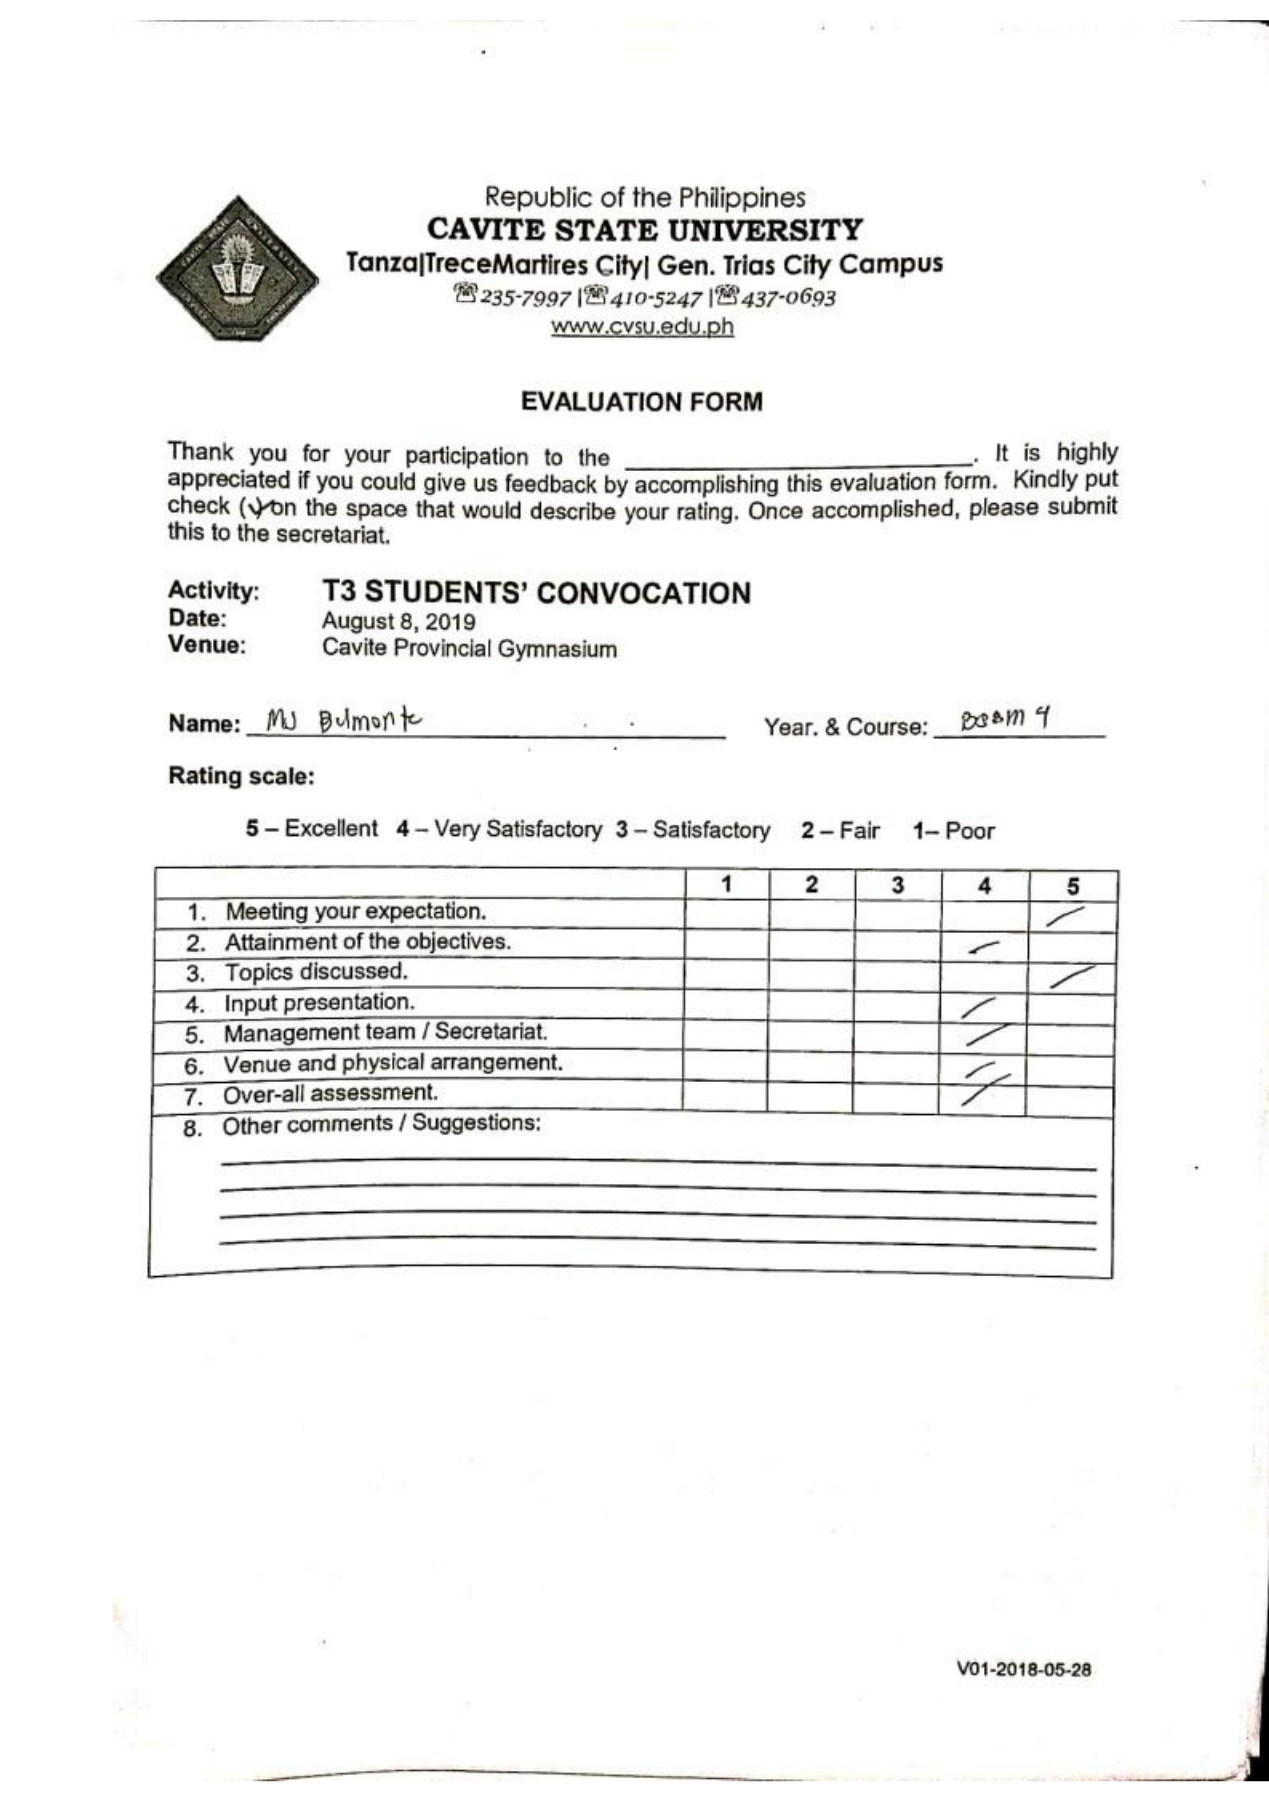 Republic of the Philippines
CAVITE STATE UNIVERSITY
Tanza|TreceMartires City| Gen. Trias City Campus
☏235-7997 |☏410-5247 |☏437-0693
www.cvsu.edu.ph
EVALUATION FORM
Thank you for your participation to the ____________________. It is highly
appreciated if you could give us feedback by accomplishing this evaluation form. Kindly put
check (√) on the space that would describe your rating. Once accomplished, please submit
this to the secretariat.
Activity: T3 STUDENTS' CONVOCATION
Date: August 8, 2019
Venue: Cavite Provincial Gymnasium
Name: MJ Bulmonte Year. & Course: 4
Rating scale:
5 – Excellent 4 – Very Satisfactory 3 – Satisfactory 2 – Fair 1– Poor
1 2 3 4 5
1. Meeting your expectation.
2. Attainment of the objectives.
3. Topics discussed.
4. Input presentation.
5. Management team / Secretariat.
6. Venue and physical arrangement.
7. Over-all assessment.
8. Other comments / Suggestions:
V01-2018-05-28